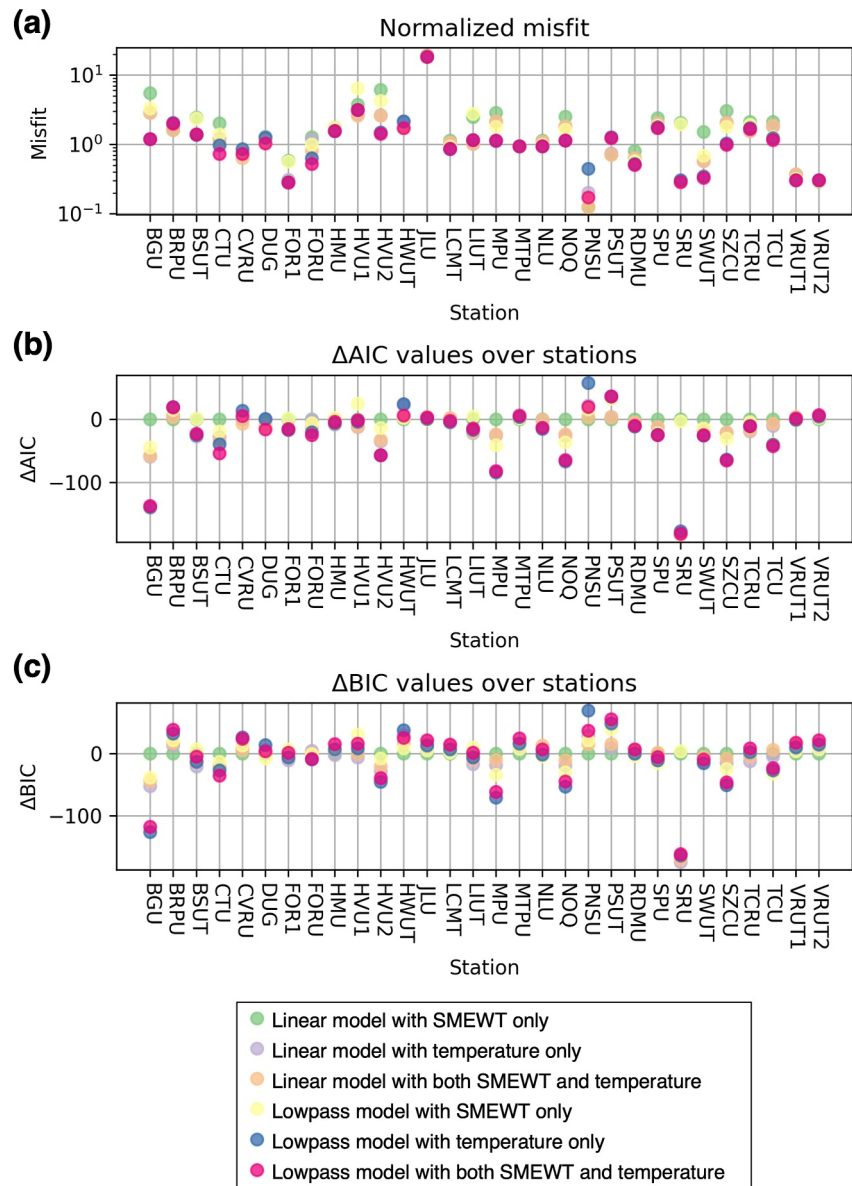 (a)
Normalized misfit
Misfit
10¹
10⁰
10⁻¹
BGU BRPU BSUT CTU CVRU DUG FOR1 FORU HMU HVU1 HVU2 HWUT JLU LCMT LIUT MPU MTPU NLU NOQ PNSU PSUT RDMU SPU SRU SWUT SZCU TCRU TCU VRUT1 VRUT2
Station
(b)
ΔAIC values over stations
ΔAIC
0
−100
BGU BRPU BSUT CTU CVRU DUG FOR1 FORU HMU HVU1 HVU2 HWUT JLU LCMT LIUT MPU MTPU NLU NOQ PNSU PSUT RDMU SPU SRU SWUT SZCU TCRU TCU VRUT1 VRUT2
Station
(c)
ΔBIC values over stations
ΔBIC
0
−100
BGU BRPU BSUT CTU CVRU DUG FOR1 FORU HMU HVU1 HVU2 HWUT JLU LCMT LIUT MPU MTPU NLU NOQ PNSU PSUT RDMU SPU SRU SWUT SZCU TCRU TCU VRUT1 VRUT2
Station
Linear model with SMEWT only
Linear model with temperature only
Linear model with both SMEWT and temperature
Lowpass model with SMEWT only
Lowpass model with temperature only
Lowpass model with both SMEWT and temperature